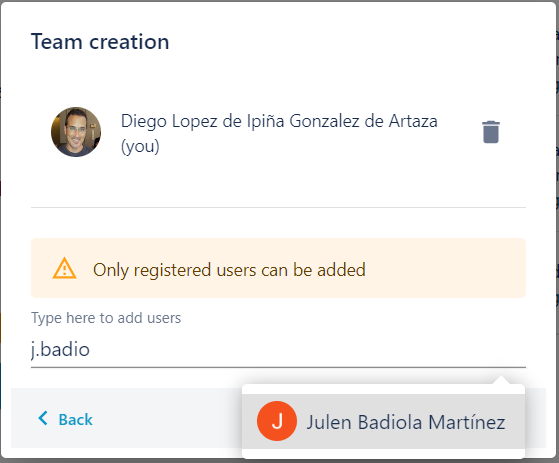 Team creation
Diego Lopez de Ipiña Gonzalez de Artaza
(you)
Only registered users can be added
Type here to add users
j.badio
Back
J
Julen Badiola Martínez